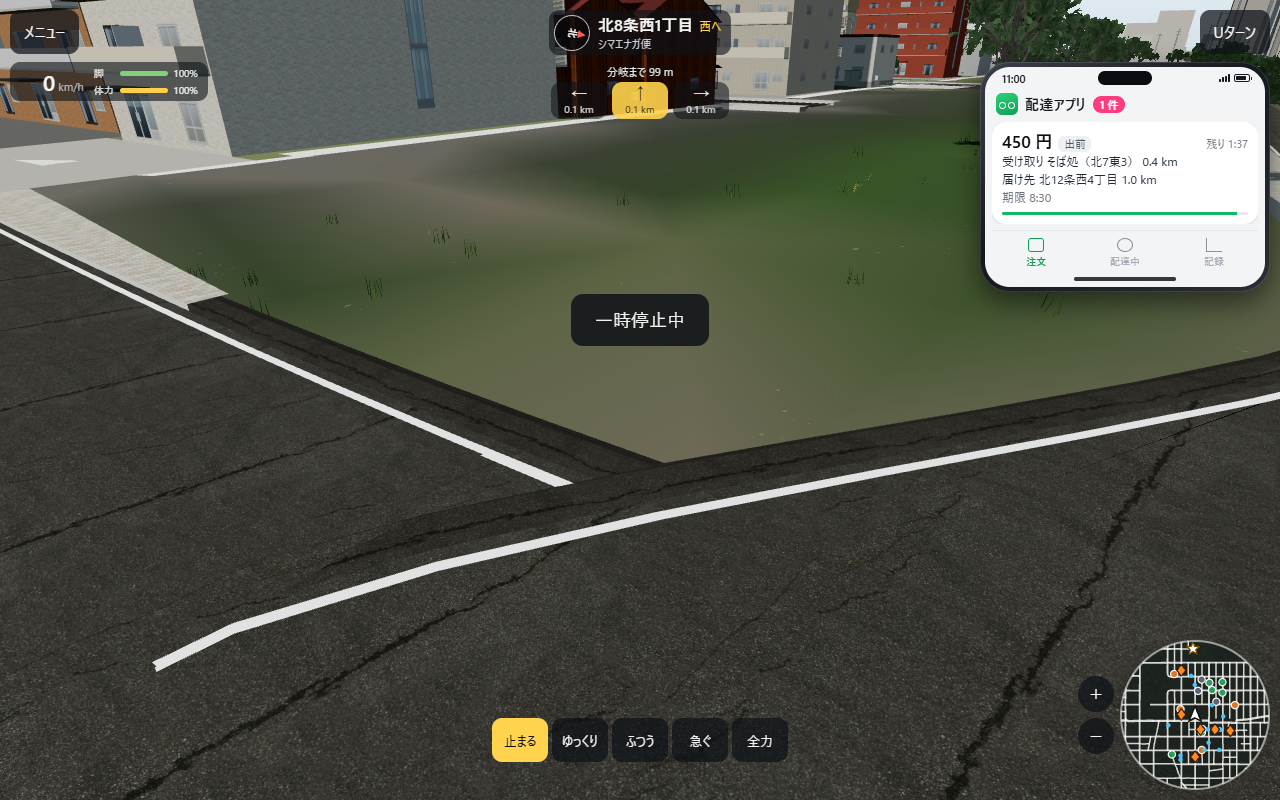 メニュー
0 km/h
脚 100%
体力 100%
北8条西1丁目 西へ
シマエナガ便
分岐まで 99 m
← 0.1 km
↑ 0.1 km
→ 0.1 km
Uターン
11:00
配達アプリ 1 件
450 円 出前 残り 1:37
受け取り そば処（北7東3） 0.4 km
届け先 北12条西4丁目 1.0 km
期限 8:30
注文 配達中 記録
一時停止中
+
−
止まる ゆっくり ふつう 急ぐ 全力